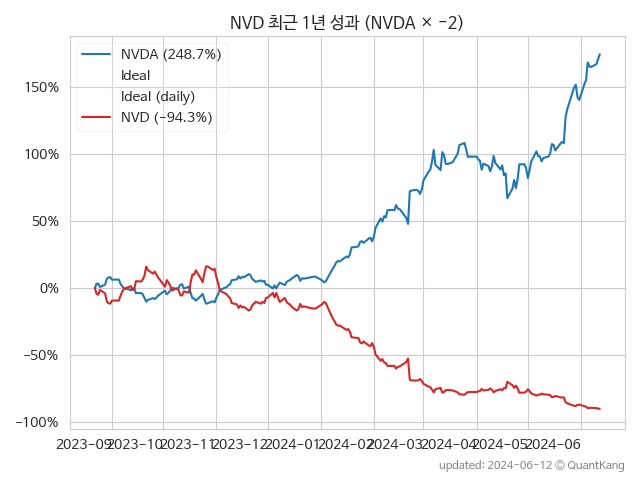 NVD 최근 1년 성과 (NVDA × −2)
NVDA (248.7%)
Ideal
Ideal (daily)
NVD (−94.3%)
150%
100%
50%
0%
−50%
−100%
2023-09 2023-10 2023-11 2023-12 2024-01 2024-02 2024-03 2024-04 2024-05 2024-06
updated: 2024-06-12 © QuantKang